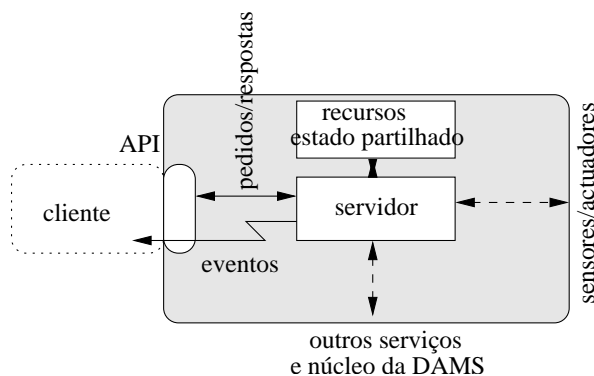 pedidos/respostas
recursos
estado partilhado
API
sensores/actuadores
cliente
servidor
eventos
outros serviços
e núcleo da DAMS